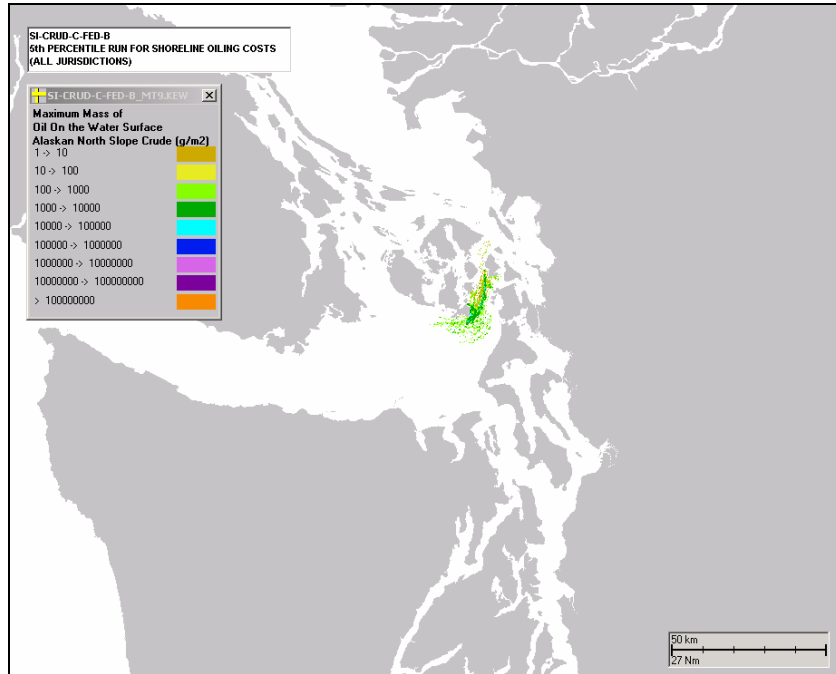 SI-CRUD-C-FED-B
5th PERCENTILE RUN FOR SHORELINE OILING COSTS
(ALL JURISDICTIONS)
SI-CRUD-C-FED-B_MT9.KEW
Maximum Mass of
Oil On the Water Surface
Alaskan North Slope Crude (g/m2)
1 -> 10
10 -> 100
100 -> 1000
1000 -> 10000
10000 -> 100000
100000 -> 1000000
1000000 -> 10000000
10000000 -> 100000000
> 100000000
50 km
27 Nm